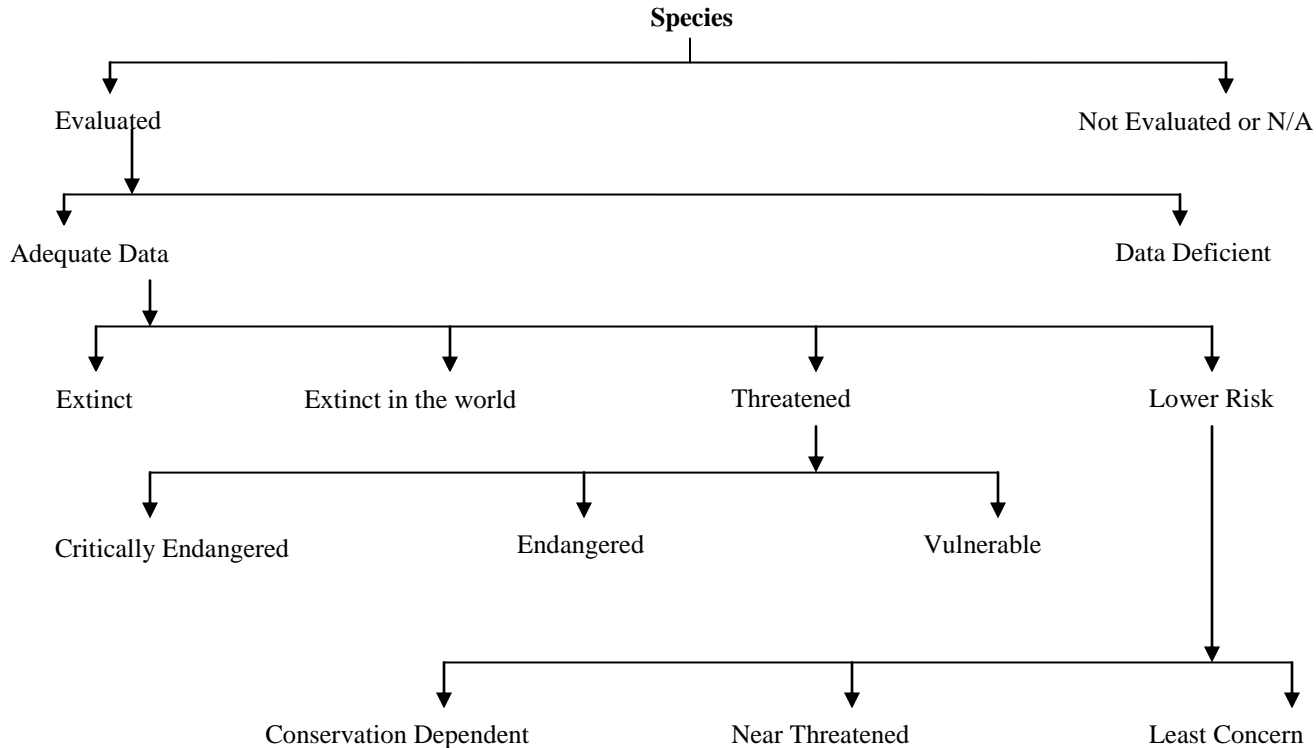 Species
Evaluated
Not Evaluated or N/A
Adequate Data
Data Deficient
Extinct
Extinct in the world
Threatened
Lower Risk
Critically Endangered
Endangered
Vulnerable
Conservation Dependent
Near Threatened
Least Concern